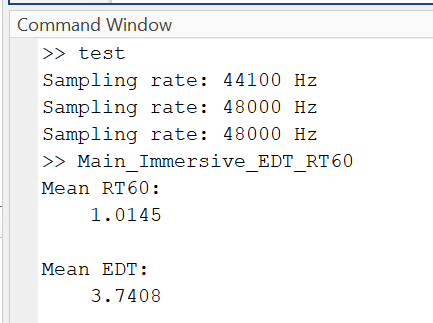 Command Window
>> test
Sampling rate: 44100 Hz
Sampling rate: 48000 Hz
Sampling rate: 48000 Hz
>> Main_Immersive_EDT_RT60
Mean RT60:
1.0145
Mean EDT:
3.7408